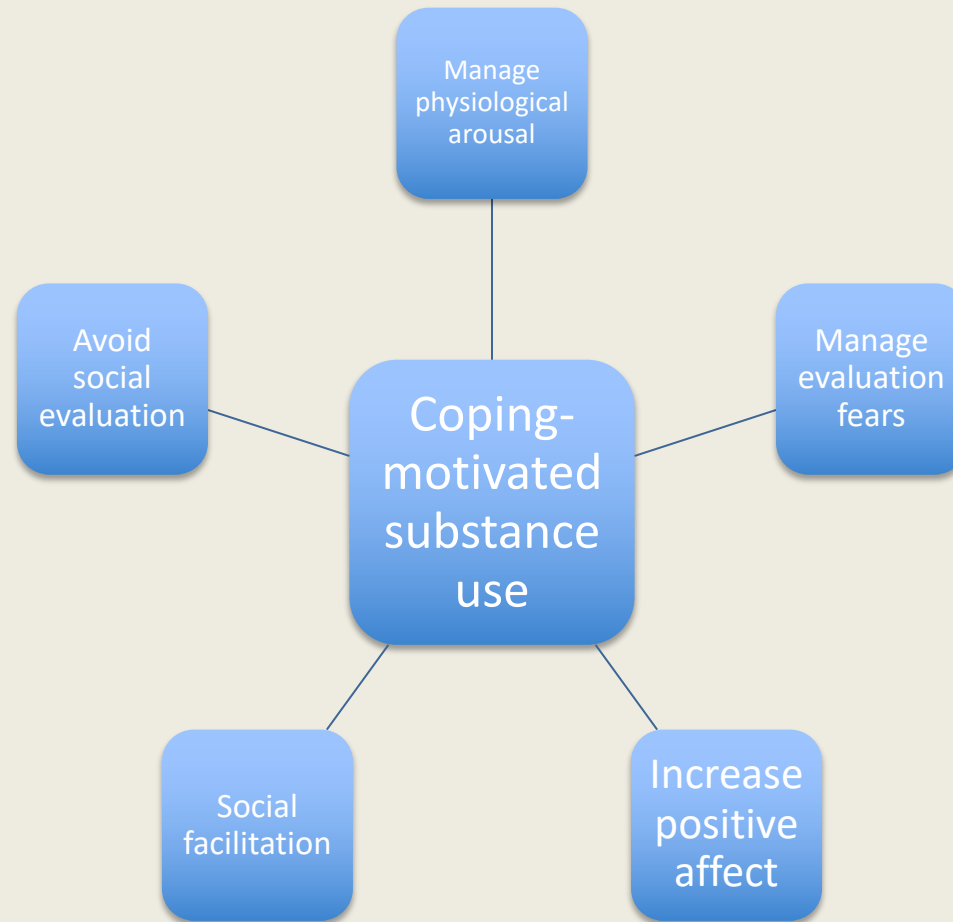 Manage
physiological
arousal
Avoid
social
evaluation
Manage
evaluation
fears
Coping-
motivated
substance
use
Social
facilitation
Increase
positive
affect